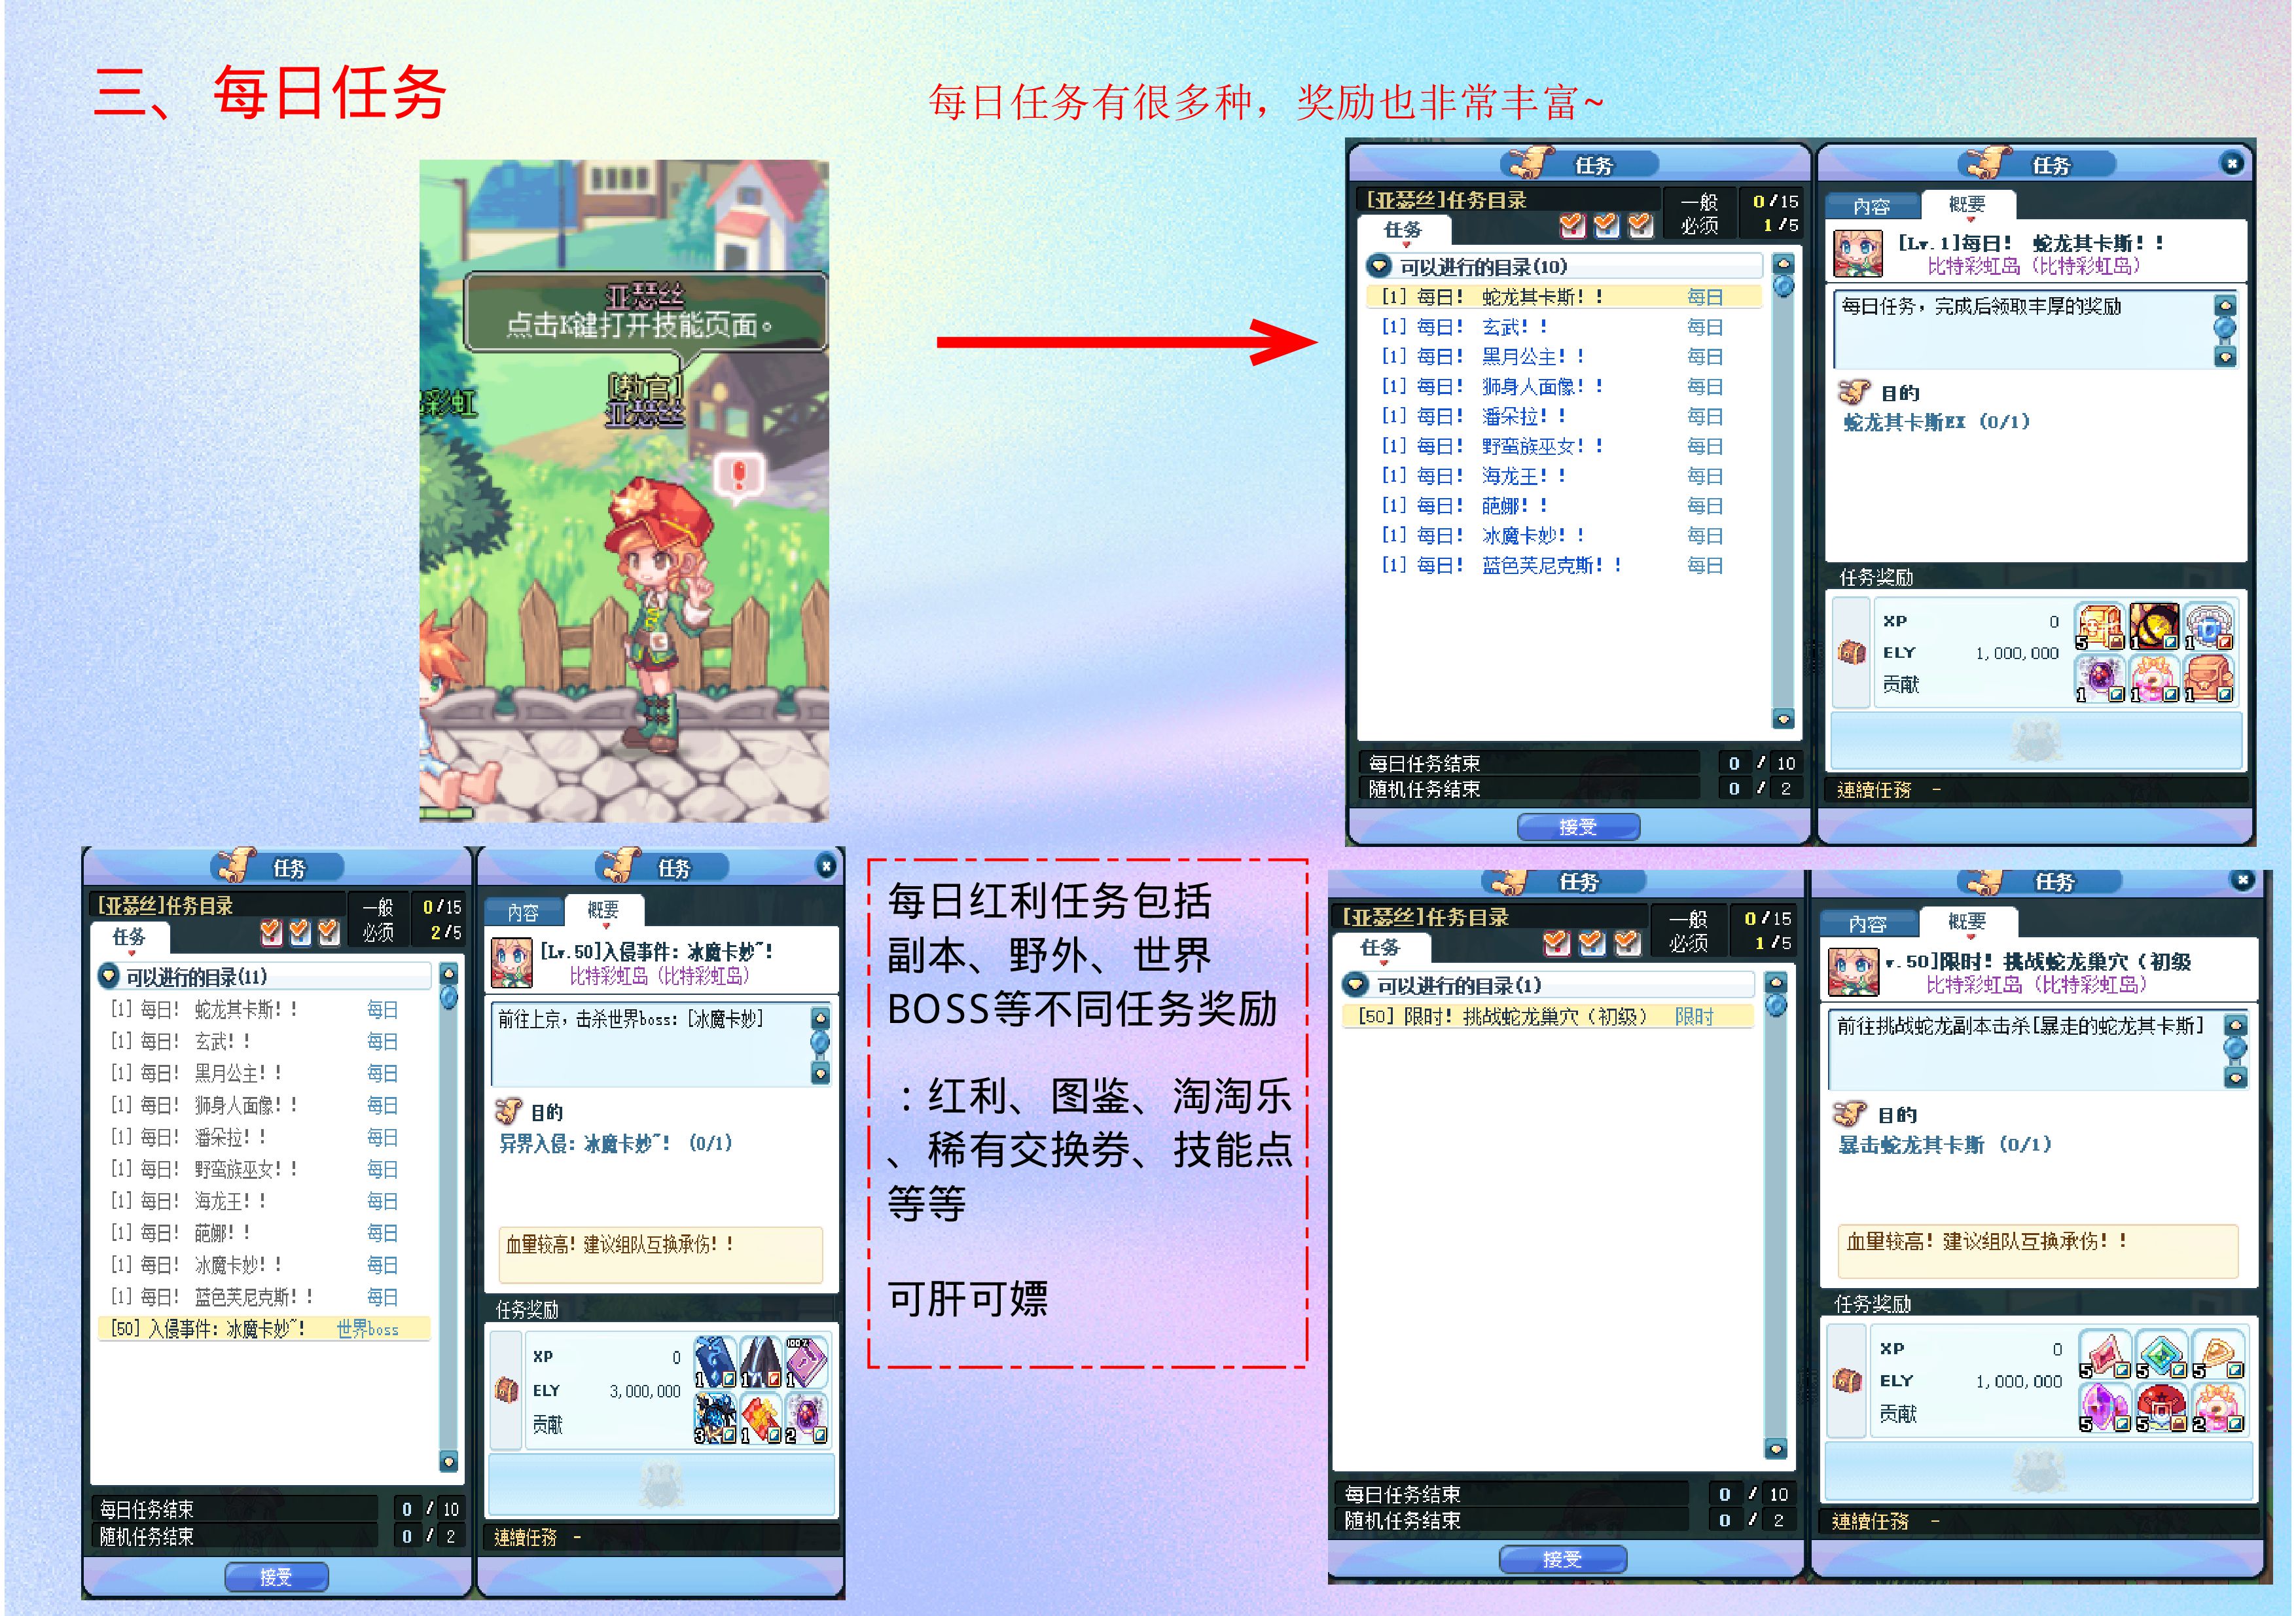 三、每日任务
每日任务有很多种，奖励也非常丰富~
亚瑟丝
点击K键打开技能页面。
[教官]
亚瑟丝
彩虹
任务
[亚瑟丝]任务目录
一般 0/15
必须 1/5
任务
可以进行的目录(10)
[1] 每日! 蛇龙其卡斯!! 每日
[1] 每日! 玄武!! 每日
[1] 每日! 黑月公主!! 每日
[1] 每日! 狮身人面像!! 每日
[1] 每日! 潘朵拉!! 每日
[1] 每日! 野蛮族巫女!! 每日
[1] 每日! 海龙王!! 每日
[1] 每日! 葩娜!! 每日
[1] 每日! 冰魔卡妙!! 每日
[1] 每日! 蓝色芙尼克斯!! 每日
每日任务结束 0 / 10
随机任务结束 0 / 2
接受
任务
内容 概要
[Lv.1]每日! 蛇龙其卡斯!!
比特彩虹岛（比特彩虹岛）
每日任务，完成后领取丰厚的奖励
目的
蛇龙其卡斯EX (0/1)
任务奖励
XP 0
ELY 1,000,000
贡献
5 1 1
1 1 1
連續任務 -
任务
[亚瑟丝]任务目录
一般 0/15
必须 2/5
任务
可以进行的目录(11)
[1] 每日! 蛇龙其卡斯!! 每日
[1] 每日! 玄武!! 每日
[1] 每日! 黑月公主!! 每日
[1] 每日! 狮身人面像!! 每日
[1] 每日! 潘朵拉!! 每日
[1] 每日! 野蛮族巫女!! 每日
[1] 每日! 海龙王!! 每日
[1] 每日! 葩娜!! 每日
[1] 每日! 冰魔卡妙!! 每日
[1] 每日! 蓝色芙尼克斯!! 每日
[50] 入侵事件: 冰魔卡妙~! 世界boss
每日任务结束 0 / 10
随机任务结束 0 / 2
接受
任务
内容 概要
[Lv.50]入侵事件: 冰魔卡妙~!
比特彩虹岛（比特彩虹岛）
前往上京，击杀世界boss: [冰魔卡妙]
目的
异界入侵: 冰魔卡妙~! (0/1)
血量较高! 建议组队互换承伤!!
任务奖励
XP 0
ELY 3,000,000
贡献
100%
1 1 1
3 1 2
連續任務 -
每日红利任务包括
副本、野外、世界
BOSS等不同任务奖励
：红利、图鉴、淘淘乐
、稀有交换券、技能点
等等
可肝可嫖
任务
[亚瑟丝]任务目录
一般 0/15
必须 1/5
任务
可以进行的目录(1)
[50] 限时! 挑战蛇龙巢穴（初级） 限时
每日任务结束 0 / 10
随机任务结束 0 / 2
接受
任务
内容 概要
v.50]限时! 挑战蛇龙巢穴（初级
比特彩虹岛（比特彩虹岛）
前往挑战蛇龙副本击杀[暴走的蛇龙其卡斯]
目的
暴击蛇龙其卡斯 (0/1)
血量较高! 建议组队互换承伤!!
任务奖励
XP 0
ELY 1,000,000
贡献
5 5 5
5 5 2
連續任務 -